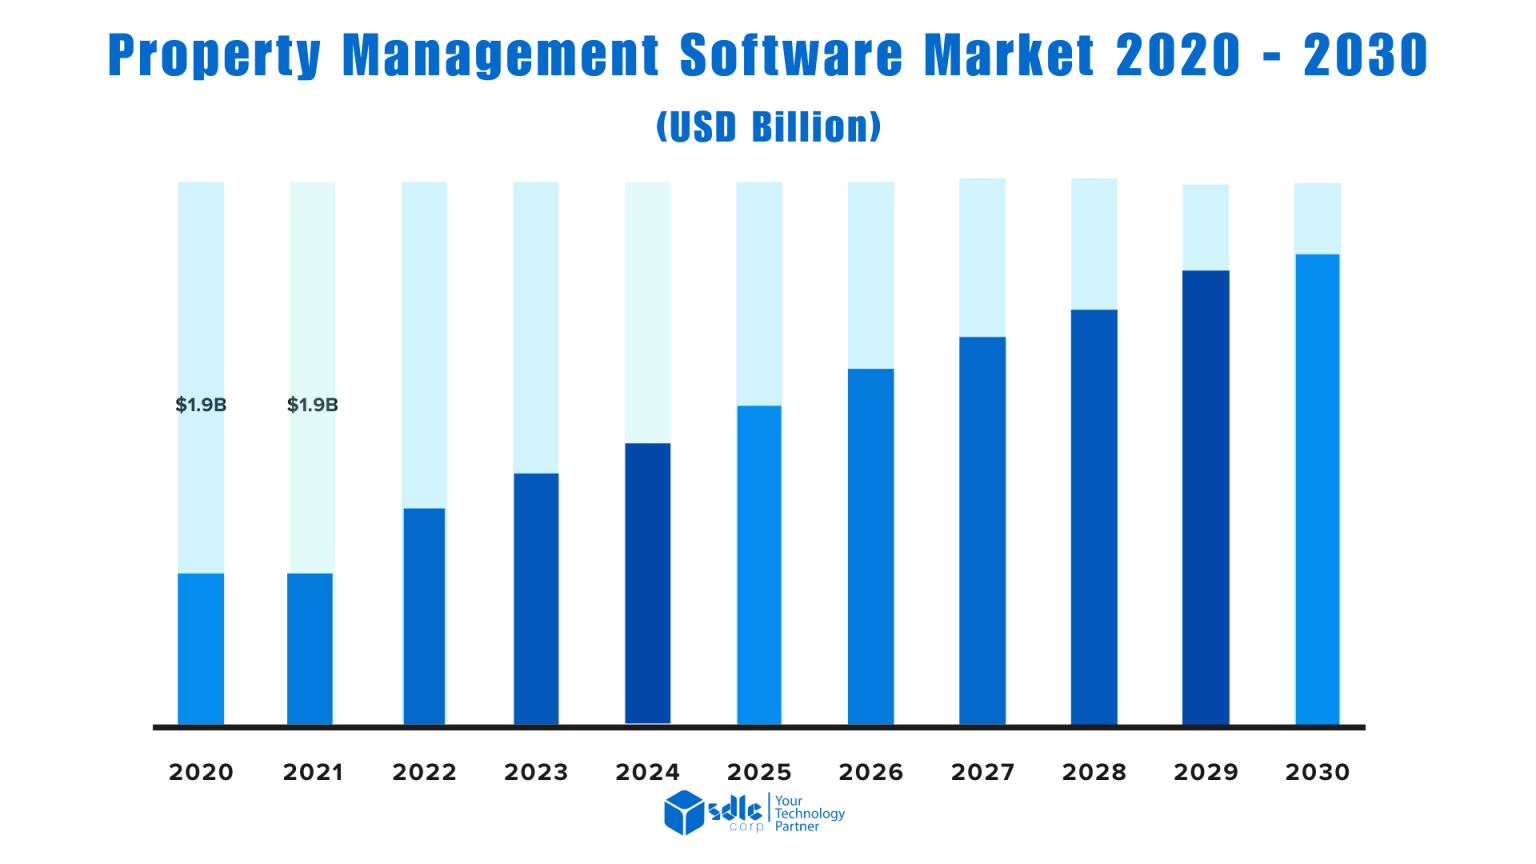 Property Management Software Market 2020 - 2030
(USD Billion)
$1.9B $1.9B
2020 2021 2022 2023 2024 2025 2026 2027 2028 2029 2030
sdlc corp
Your
Technology
Partner